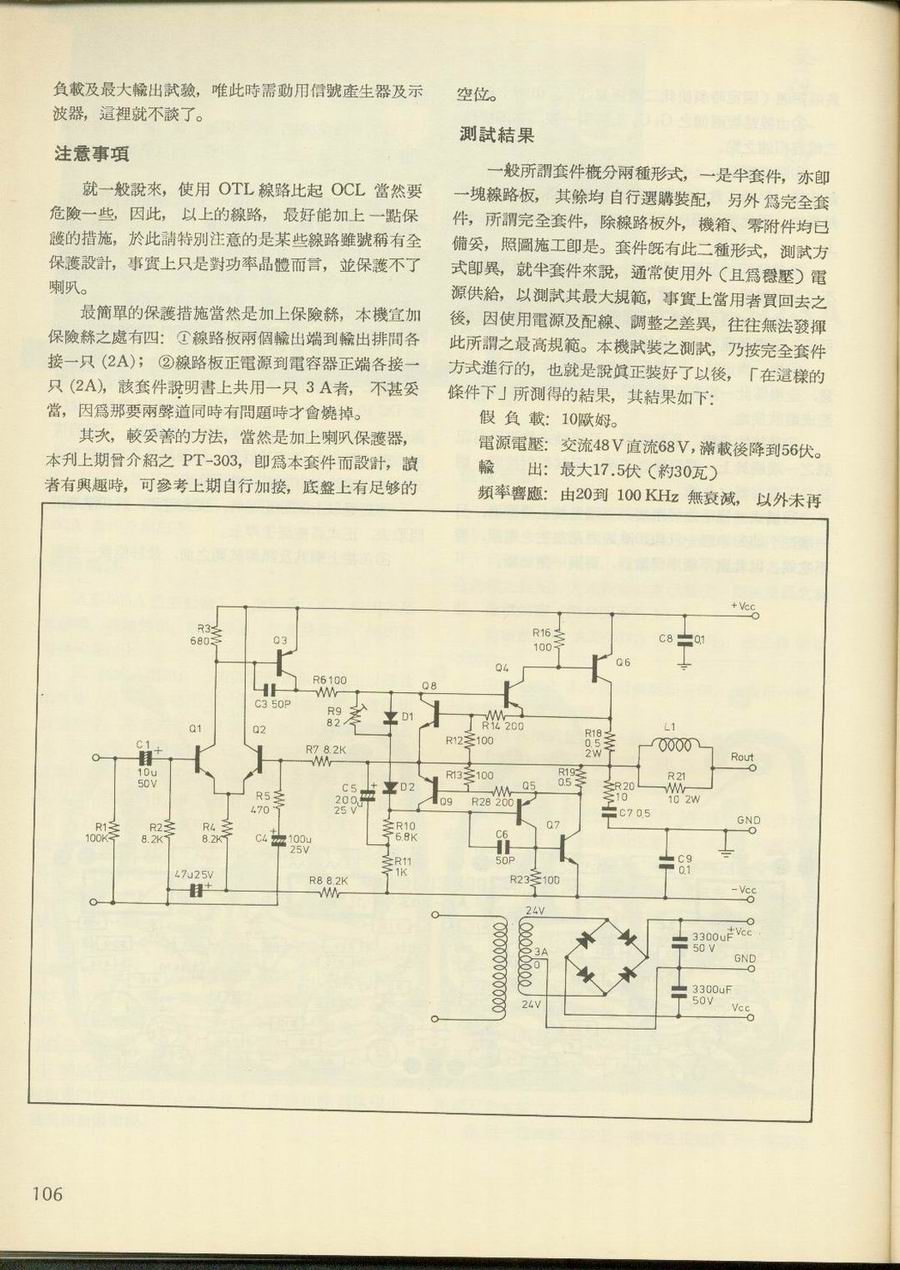 負載及最大輸出試驗，唯此時需動用信號產生器及示
波器，這裡就不談了。
注意事項
就一般說來，使用 OTL 線路比起 OCL 當然要
危險一些，因此，以上的線路，最好能加上一點保
護的措施，於此請特別注意的是某些線路雖號稱有全
保護設計，事實上只是對功率晶體而言，並保護不了
喇叭。
最簡單的保護措施當然是加上保險絲，本機宜加
保險絲之處有四：①線路板兩個輸出端到輸出排間各
接一只 (2A)；②線路板正電源到電容器正端各接一
只 (2A)，該套件說明書上共用一只 3 A者，不甚妥
當，因爲那要兩聲道同時有問題時才會燒掉。
其次，較妥善的方法，當然是加上喇叭保護器，
本刋上期曾介紹之 PT-303，卽爲本套件而設計，讀
者有興趣時，可參考上期自行加接，底盤上有足够的
空位。
測試結果
一般所謂套件概分兩種形式，一是半套件，亦卽
一塊線路板，其餘均自行選購裝配，另外爲完全套
件，所謂完全套件，除線路板外，機箱、零附件均已
備妥，照圖施工卽是。套件旣有此二種形式，測試方
式卽異，就半套件來說，通常使用外（且爲穩壓）電
源供給，以測試其最大規範，事實上當用者買回去之
後，因使用電源及配線、調整之差異，往往無法發揮
此所謂之最高規範。本機試裝之測試，乃按完全套件
方式進行的，也就是說眞正裝好了以後，「在這樣的
條件下」所測得的結果，其結果如下：
假 負 載：10歐姆。
電源電壓：交流48V直流68V，滿載後降到56伏。
輸　　出：最大17.5伏（約30瓦）
頻率響應：由20到 100 KHz 無衰減，以外未再
+Vcc
R3
680
Q3
R16
100
C8
0.1
Q6
Q4
R6 100
Q8
C3 50P
R9
82
D1
R14 200
Q1
Q2
R12
100
R18
0.5
2W
L1
C1
+
R7 8.2K
Rout
10u
50V
R13
100
R19
0.5
R21
10 2W
C5
200u
25V
+
D2
Q5
R20
10
R5
470
Q9
R28 200
C7 0.5
GND
R1
100K
R2
8.2K
R4
8.2K
C4
+
100u
25V
R10
6.8K
C6
50P
Q7
R11
1K
C9
0.1
47u25V
+
R8 8.2K
R23
100
-Vcc
24V
3A
0
24V
3300uF
50 V
+Vcc
GND
3300uF
50V
Vcc
106